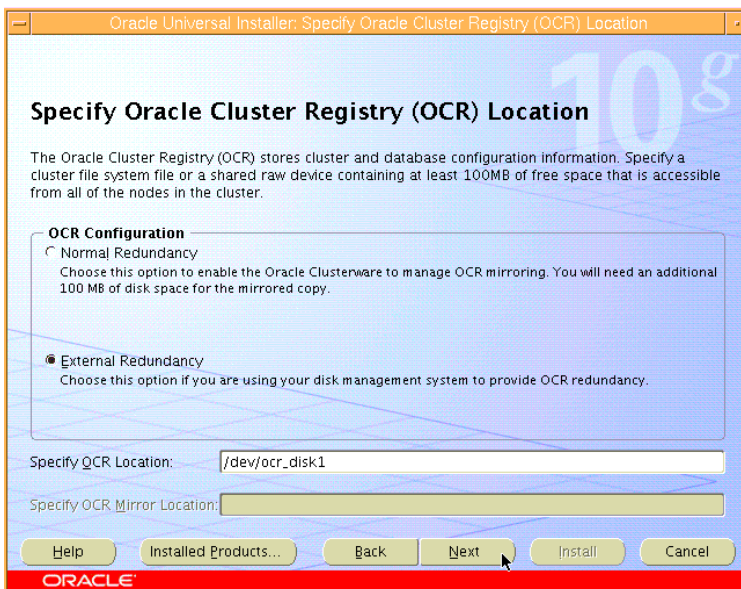 Oracle Universal Installer: Specify Oracle Cluster Registry (OCR) Location
10g
Specify Oracle Cluster Registry (OCR) Location
The Oracle Cluster Registry (OCR) stores cluster and database configuration information. Specify a
cluster file system file or a shared raw device containing at least 100MB of free space that is accessible
from all of the nodes in the cluster.
OCR Configuration
Normal Redundancy
Choose this option to enable the Oracle Clusterware to manage OCR mirroring. You will need an additional
100 MB of disk space for the mirrored copy.
External Redundancy
Choose this option if you are using your disk management system to provide OCR redundancy.
Specify OCR Location: /dev/ocr_disk1
Specify OCR Mirror Location:
Help Installed Products... Back Next Install Cancel
ORACLE